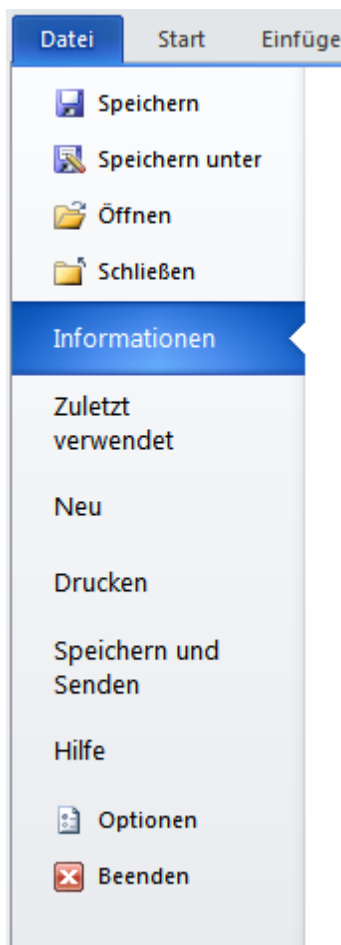 Datei Start Einfüge
Speichern
Speichern unter
Öffnen
Schließen
Informationen
Zuletzt
verwendet
Neu
Drucken
Speichern und
Senden
Hilfe
Optionen
Beenden